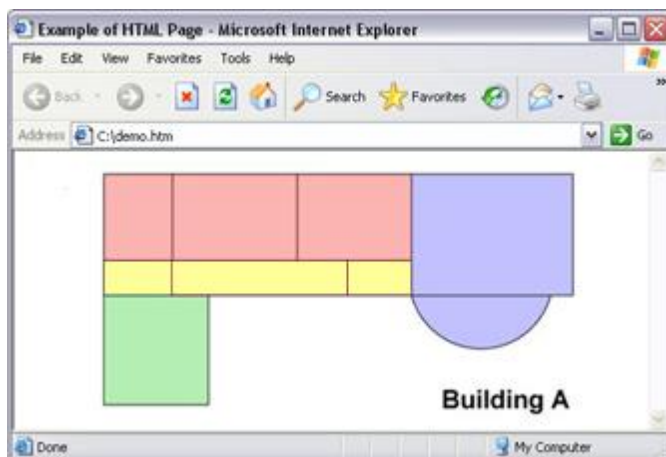 Example of HTML Page - Microsoft Internet Explorer
File Edit View Favorites Tools Help
Back Search Favorites »
Address C:\demo.htm Go
Building A
Done My Computer